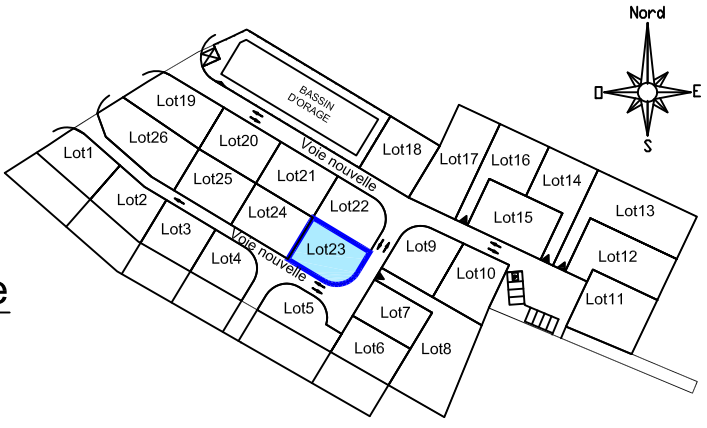 Nord
O
E
S
BASSIN
D'ORAGE
Lot19
Lot26
Lot20
Lot18
Voie nouvelle
Lot1
Lot25
Lot21
Lot17
Lot16
Lot14
Lot2
Lot24
Lot22
Lot15
Lot13
Lot3
Voie nouvelle
Lot23
Lot9
Lot12
Lot4
Lot10
e
Lot5
Lot7
Lot11
Lot6
Lot8